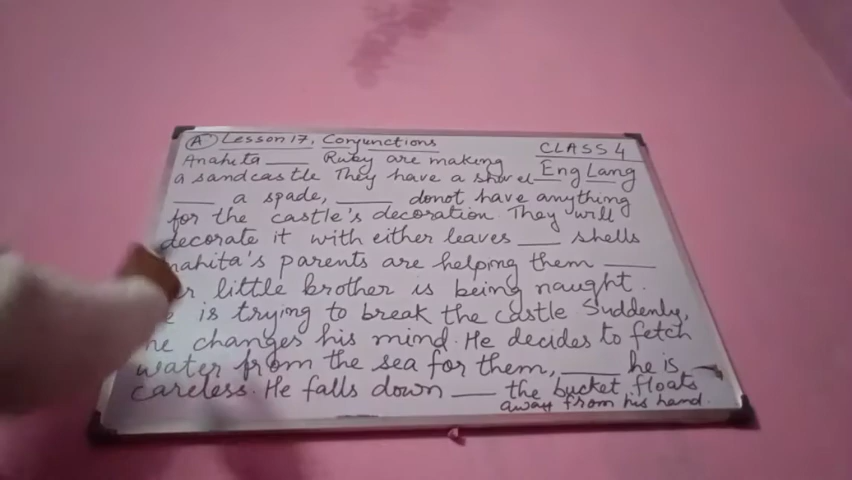 (A) Lesson 17, Conjunctions
CLASS 4
Eng Lang
Anahita ____ Ruby are making
a sandcastle They have a shovel
____ a spade, ____ donot have anything
for the castle's decoration. They will
decorate it with either leaves ____ shells
nahita's parents are helping them ____
r little brother is being naught.
e is trying to break the castle Suddenly,
he changes his mind. He decides to fetch
water from the sea for them, ____ he is
careless. He falls down ____ the bucket floats
away from his hand.